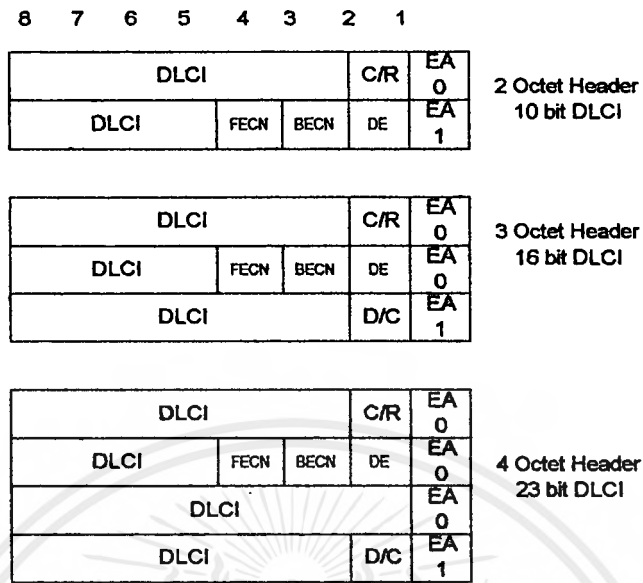 8 7 6 5 4 3 2 1
DLCI C/R EA 0
DLCI FECN BECN DE EA 1
2 Octet Header
10 bit DLCI
DLCI C/R EA 0
DLCI FECN BECN DE EA 0
DLCI D/C EA 1
3 Octet Header
16 bit DLCI
DLCI C/R EA 0
DLCI FECN BECN DE EA 0
DLCI EA 0
DLCI D/C EA 1
4 Octet Header
23 bit DLCI